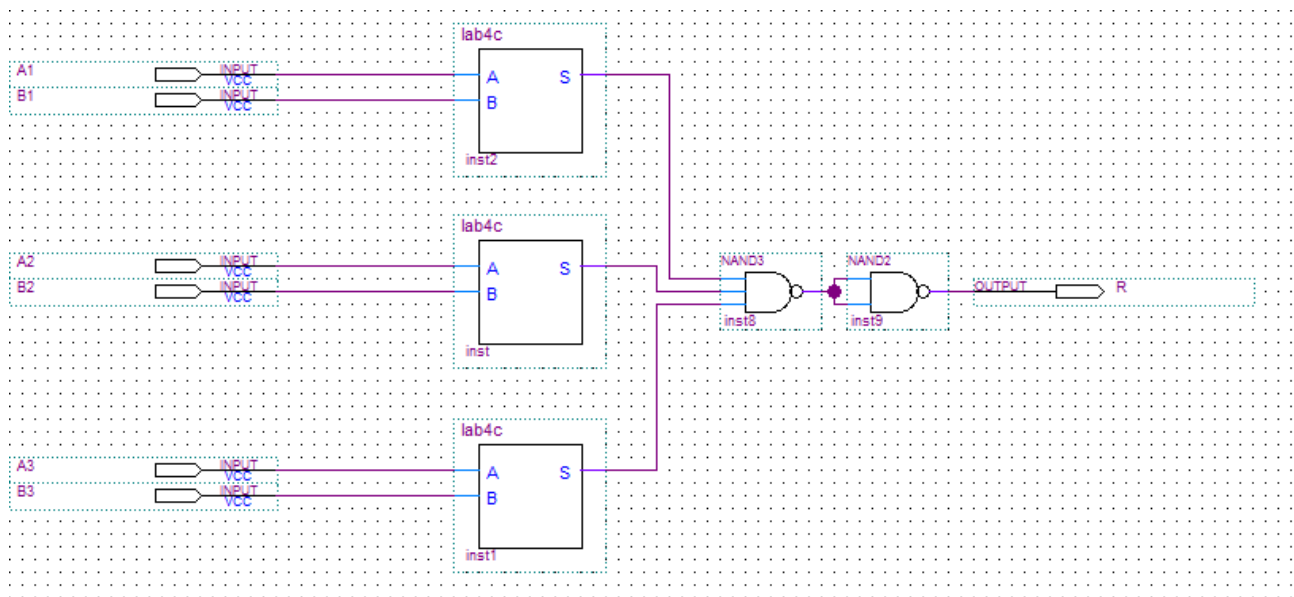 lab4c
A1 INPUT VCC
A S
B1 INPUT VCC
B
inst2
lab4c
A2 INPUT VCC
A S
B2 INPUT VCC
B
inst
NAND3 NAND2
OUTPUT R
inst8 inst9
lab4c
A3 INPUT VCC
A S
B3 INPUT VCC
B
inst1